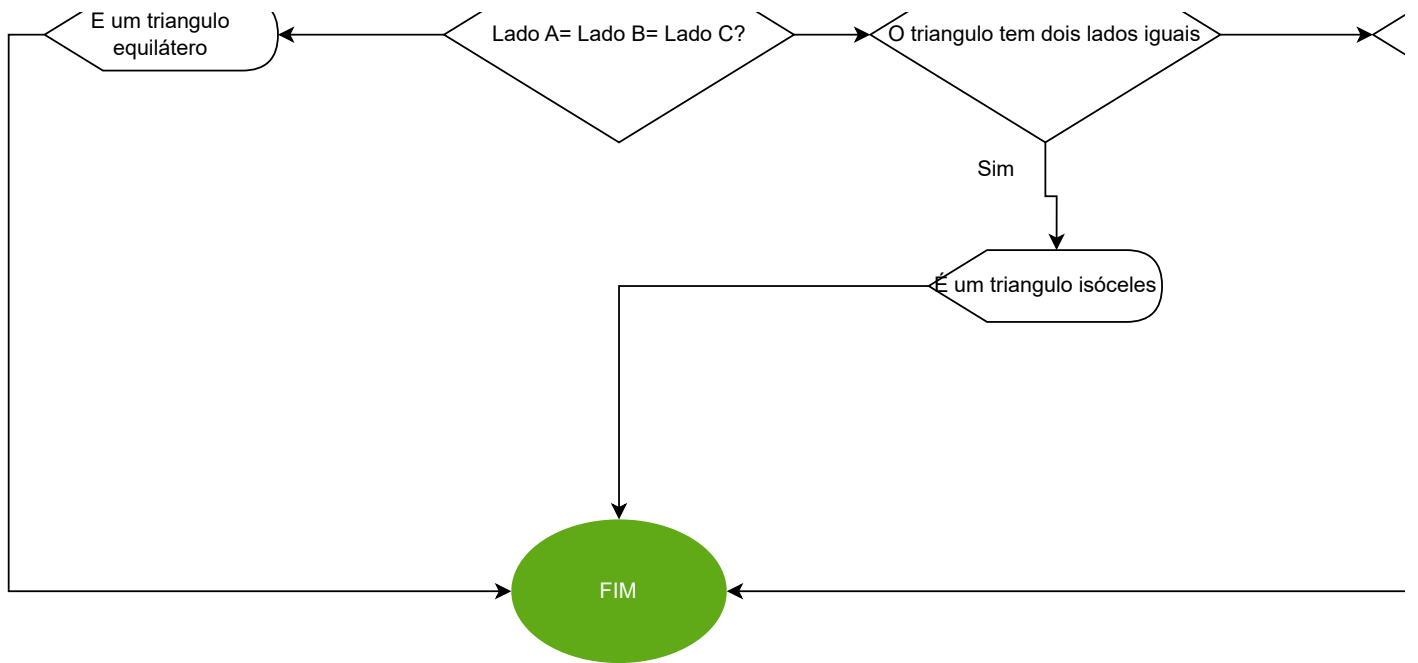 E um triangulo
equilátero
Lado A= Lado B= Lado C?
O triangulo tem dois lados iguais
Sim
É um triangulo isóceles
FIM